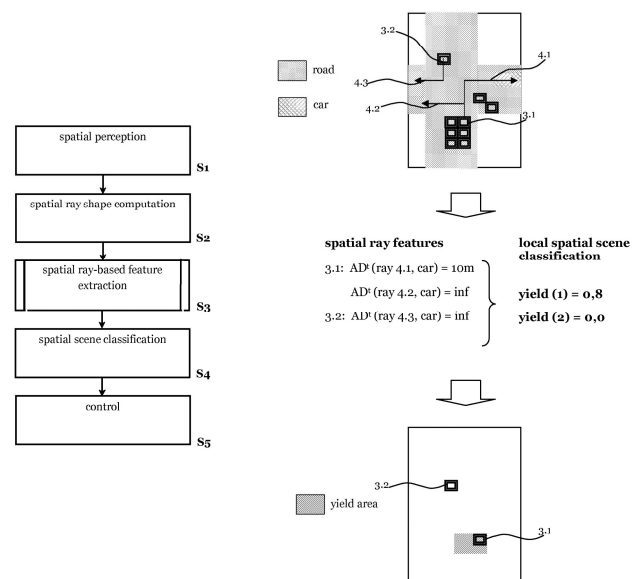 spatial perception
S1
spatial ray shape computation
S2
spatial ray-based feature
extraction
S3
spatial scene classification
S4
control
S5
road
car
3.2
4.1
4.3
4.2
3.1
spatial ray features
3.1: ADᵗ (ray 4.1, car) = 10m
ADᵗ (ray 4.2, car) = inf
3.2: ADᵗ (ray 4.3, car) = inf
local spatial scene
classification
yield (1) = 0,8
yield (2) = 0,0
yield area
3.2
3.1